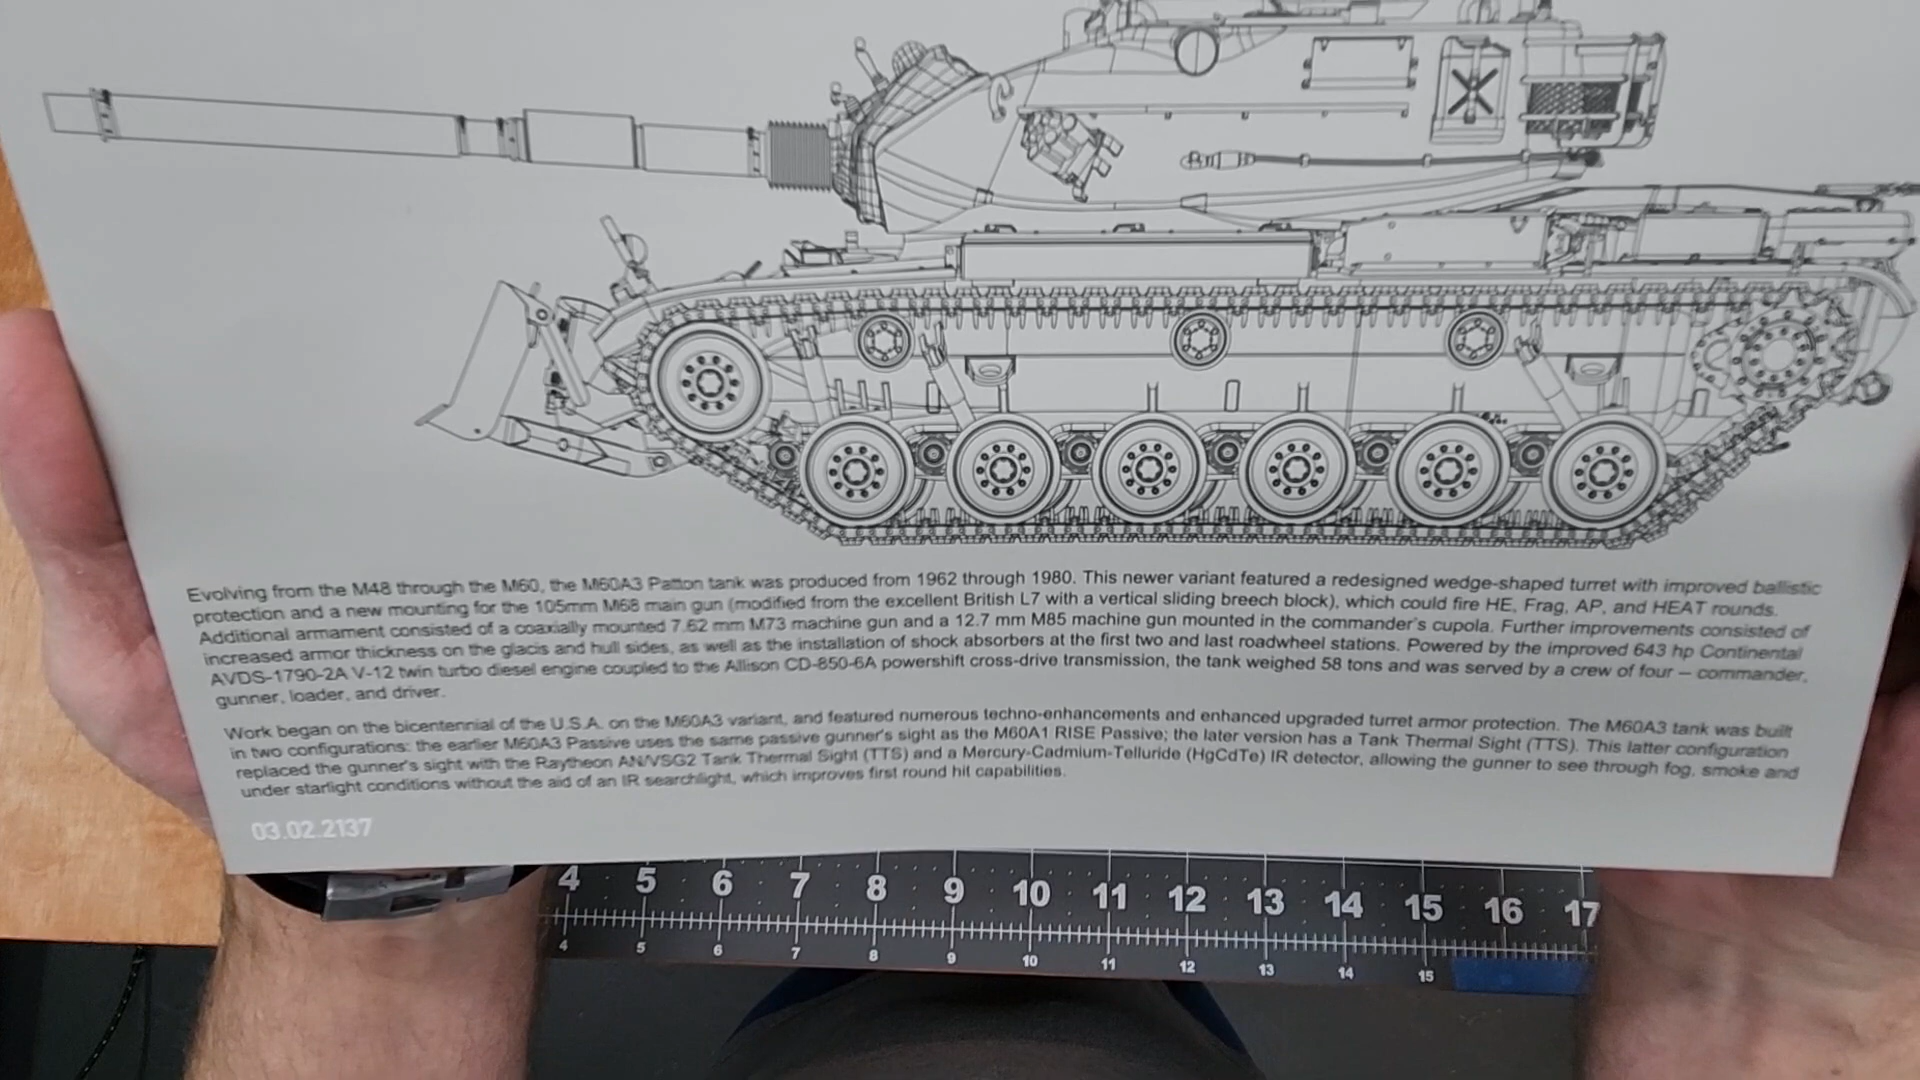 Evolving from the M48 through the M60, the M60A3 Patton tank was produced from 1962 through 1980. This newer variant featured a redesigned wedge-shaped turret with improved ballistic
protection and a new mounting for the 105mm M68 main gun (modified from the excellent British L7 with a vertical sliding breech block), which could fire HE, Frag, AP, and HEAT rounds.
Additional armament consisted of a coaxially mounted 7.62 mm M73 machine gun and a 12.7 mm M85 machine gun mounted in the commander's cupola. Further improvements consisted of
increased armor thickness on the glacis and hull sides, as well as the installation of shock absorbers at the first two and last roadwheel stations. Powered by the improved 643 hp Continental
AVDS-1790-2A V-12 twin turbo diesel engine coupled to the Allison CD-850-6A powershift cross-drive transmission, the tank weighed 58 tons and was served by a crew of four – commander,
gunner, loader, and driver.
Work began on the bicentennial of the U.S.A. on the M60A3 variant, and featured numerous techno-enhancements and enhanced upgraded turret armor protection. The M60A3 tank was built
in two configurations: the earlier M60A3 Passive uses the same passive gunner's sight as the M60A1 RISE Passive; the later version has a Tank Thermal Sight (TTS). This latter configuration
replaced the gunner's sight with the Raytheon AN/VSG2 Tank Thermal Sight (TTS) and a Mercury-Cadmium-Telluride (HgCdTe) IR detector, allowing the gunner to see through fog, smoke and
under starlight conditions without the aid of an IR searchlight, which improves first round hit capabilities.
03.02.2137
4 5 6 7 8 9 10 11 12 13 14 15 16 17
4 5 6 7 8 9 10 11 12 13 14 15